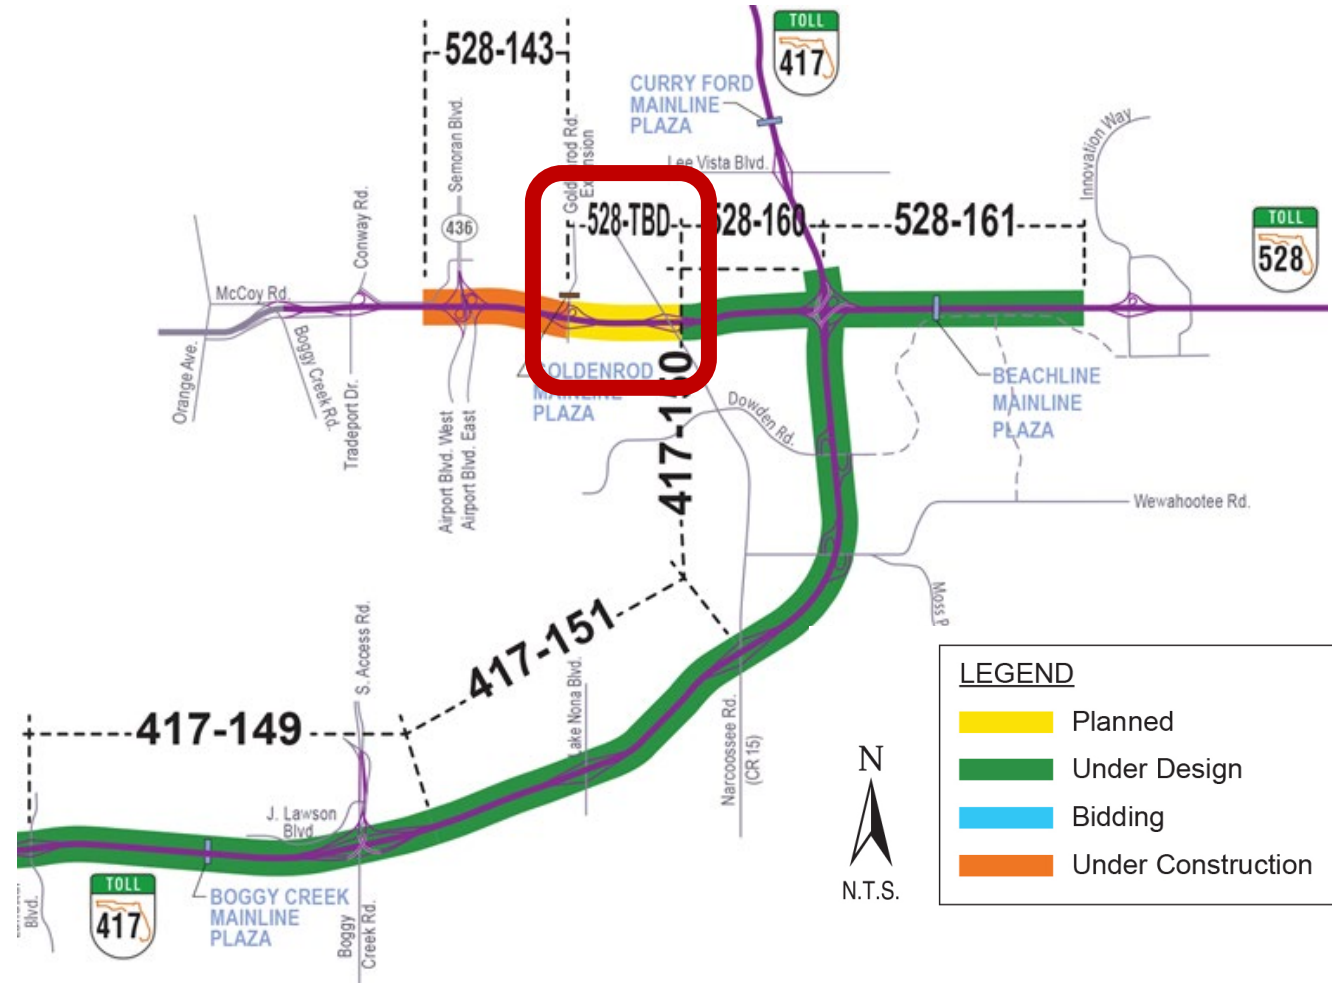 528-143
TOLL
417
CURRY FORD
MAINLINE
PLAZA
Semoran Blvd.
Extension
Lee Vista Blvd.
Innovation Way
Conway Rd.
436
528-TBD
528-160
528-161
TOLL
528
McCoy Rd.
Orange Ave.
Boggy Creek Rd.
Tradeport Dr.
Airport Blvd. West
Airport Blvd. East
GOLDENROD
MAINLINE
PLAZA
BEACHLINE
MAINLINE
PLAZA
Dowden Rd.
Wewahootee Rd.
417-151
417-149
S. Access Rd.
Lake Nona Blvd.
Narcoossee Rd.
(CR 15)
J. Lawson
Blvd
TOLL
417
Blvd.
BOGGY CREEK
MAINLINE
PLAZA
Boggy
Creek Rd.
Moss P
N
N.T.S.
LEGEND
Planned
Under Design
Bidding
Under Construction